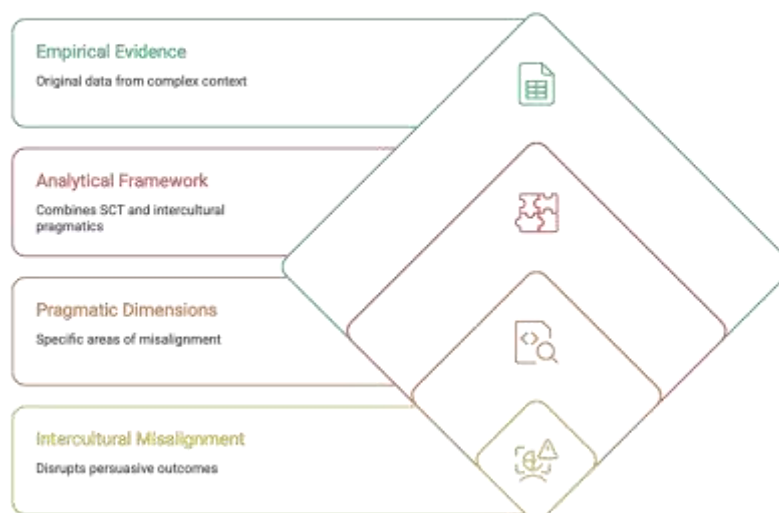 Empirical Evidence
Original data from complex context
Analytical Framework
Combines SCT and intercultural
pragmatics
Pragmatic Dimensions
Specific areas of misalignment
Intercultural Misalignment
Disrupts persuasive outcomes